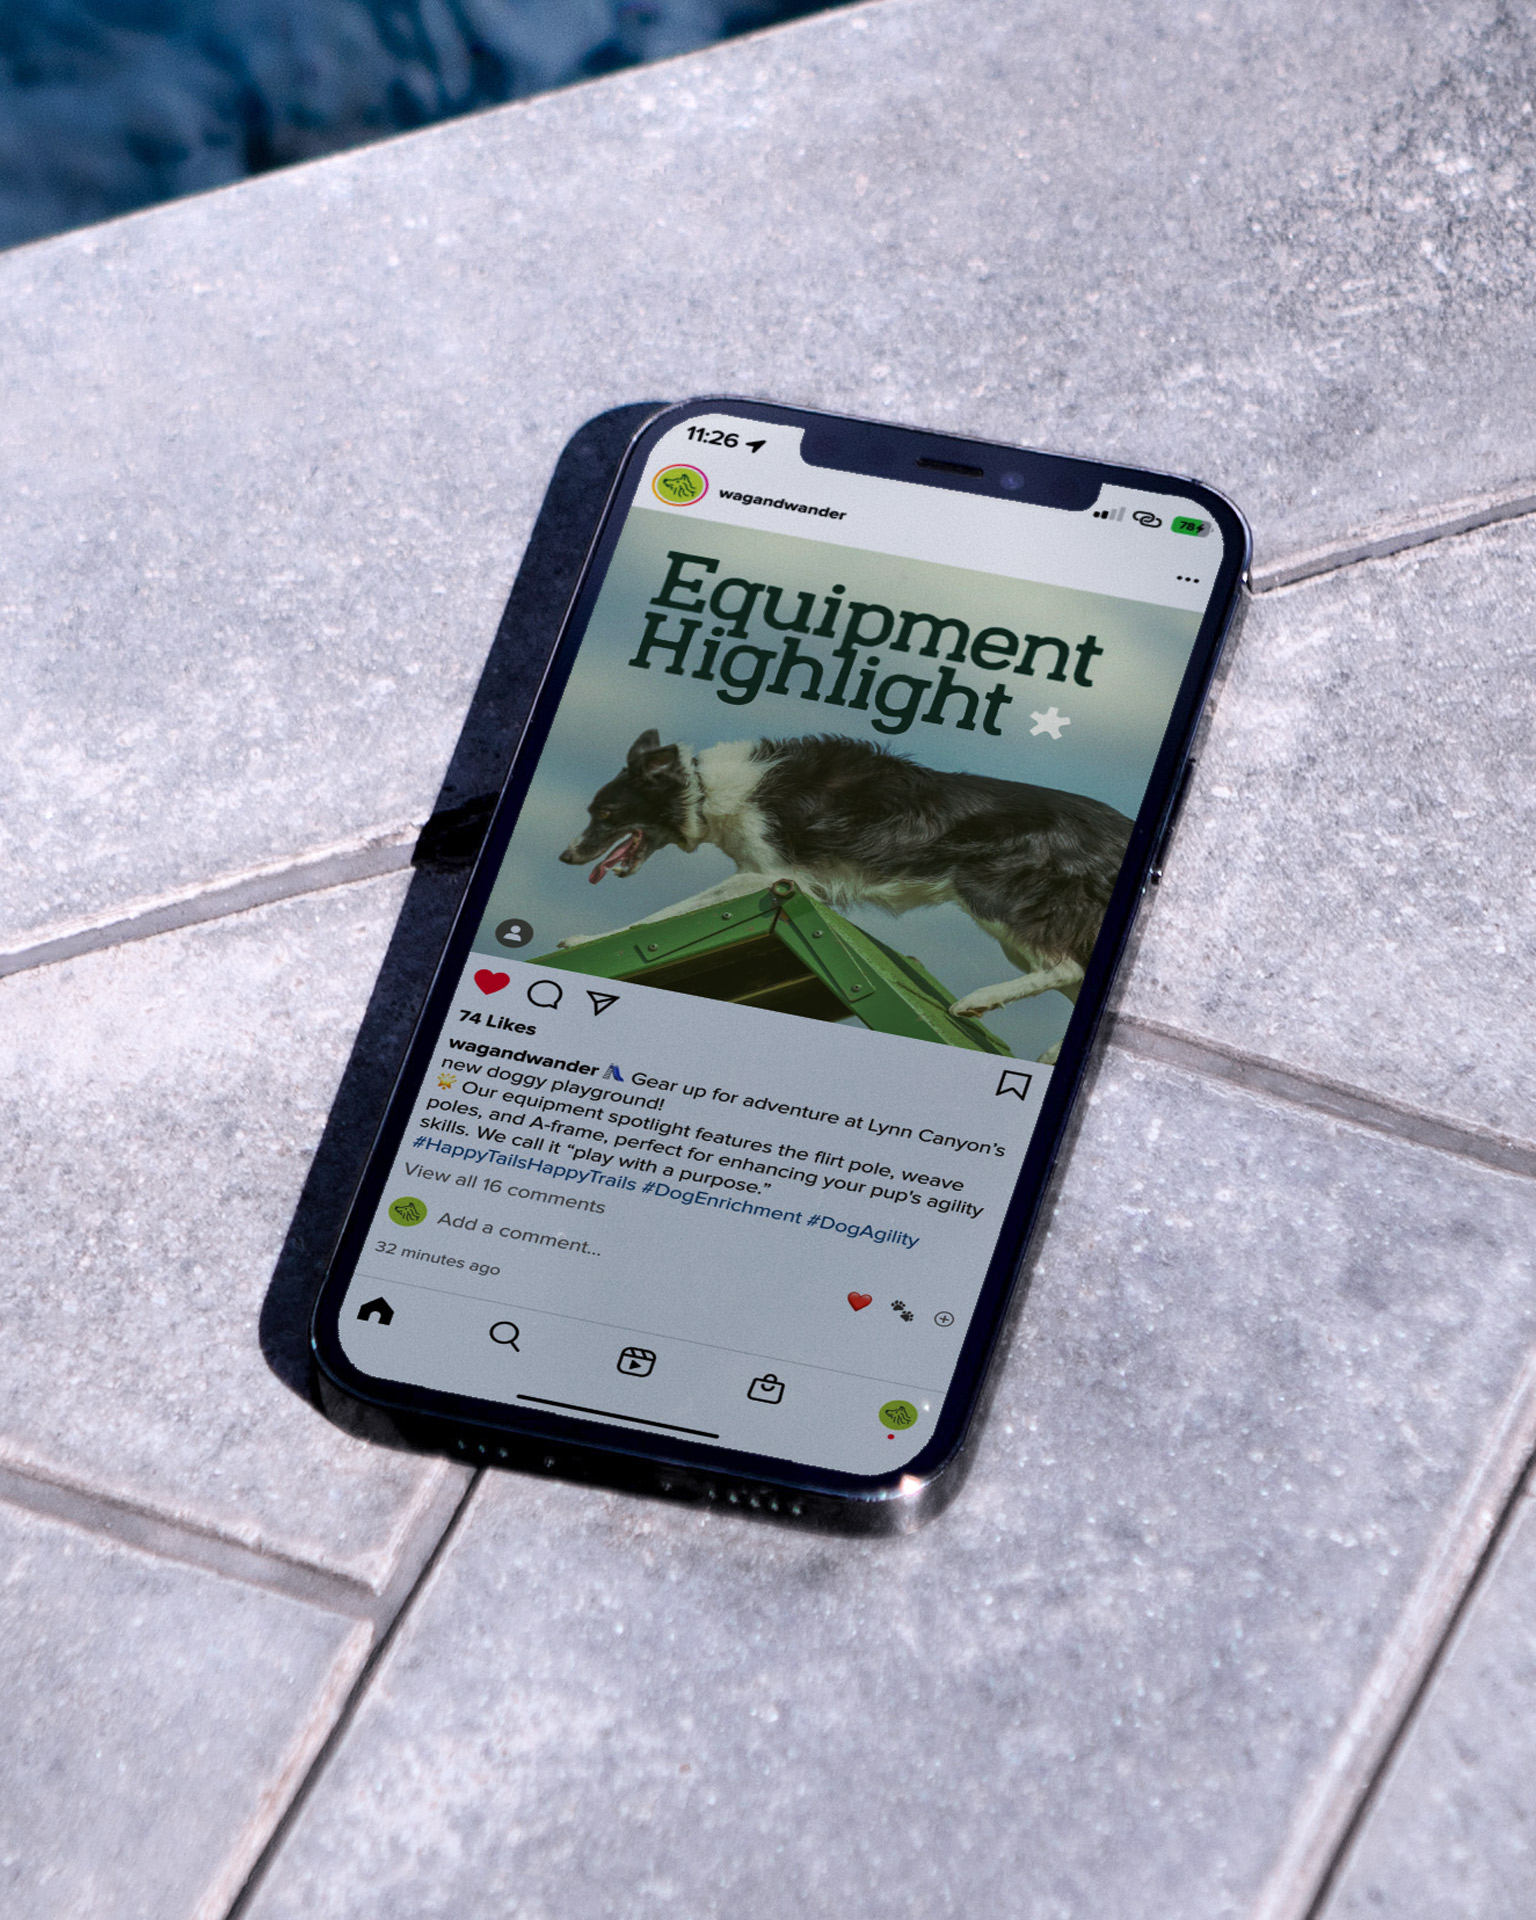 11:26
78
wagandwander
Equipment
Highlight
74 Likes
wagandwander Gear up for adventure at Lynn Canyon’s
new doggy playground!
Our equipment spotlight features the flirt pole, weave
poles, and A-frame, perfect for enhancing your pup’s agility
skills. We call it “play with a purpose.”
#HappyTailsHappyTrails #DogEnrichment #DogAgility
View all 16 comments
Add a comment...
32 minutes ago